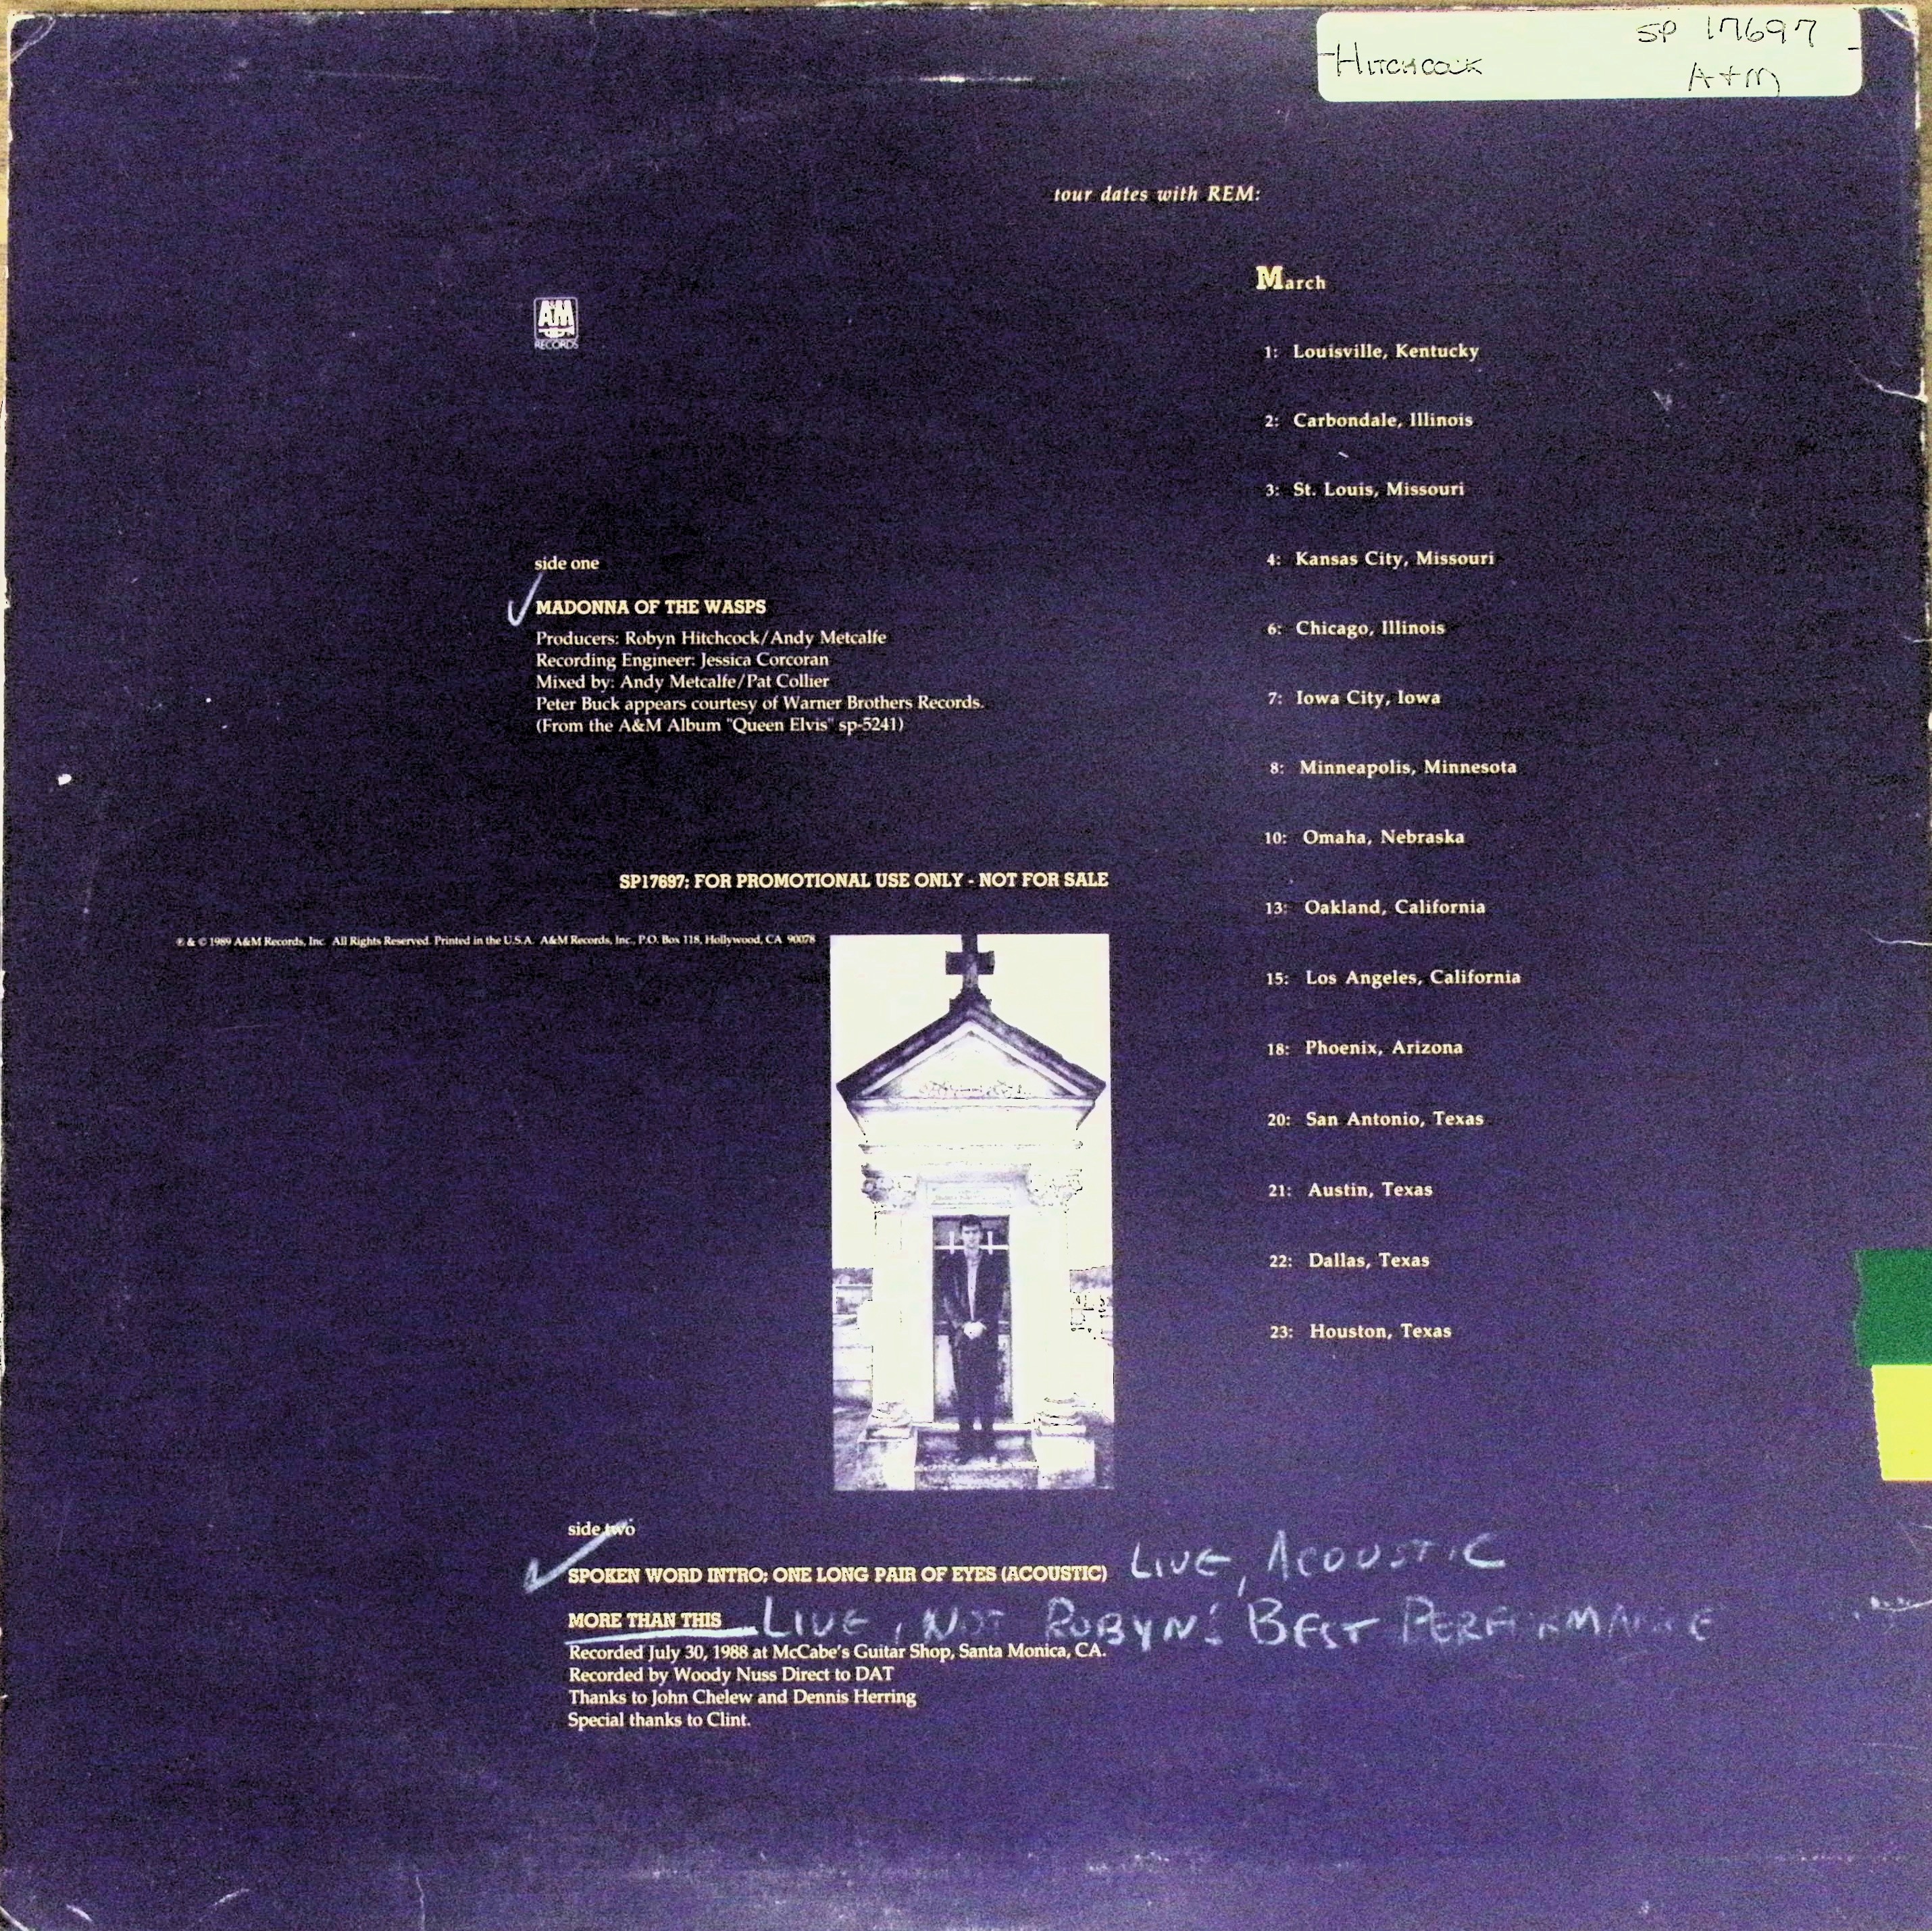 SP 17697
HITCHCOCK
A+M
tour dates with REM:
March
A&M
RECORDS
1: Louisville, Kentucky
2: Carbondale, Illinois
3: St. Louis, Missouri
4: Kansas City, Missouri
6: Chicago, Illinois
7: Iowa City, Iowa
8: Minneapolis, Minnesota
10: Omaha, Nebraska
13: Oakland, California
15: Los Angeles, California
18: Phoenix, Arizona
20: San Antonio, Texas
21: Austin, Texas
22: Dallas, Texas
23: Houston, Texas
side one
MADONNA OF THE WASPS
Producers: Robyn Hitchcock/Andy Metcalfe
Recording Engineer: Jessica Corcoran
Mixed by: Andy Metcalfe/Pat Collier
Peter Buck appears courtesy of Warner Brothers Records.
(From the A&M Album "Queen Elvis" sp-5241)
SP17697: FOR PROMOTIONAL USE ONLY - NOT FOR SALE
℗ & © 1989 A&M Records, Inc. All Rights Reserved. Printed in the U.S.A. A&M Records, Inc., P.O. Box 118, Hollywood, CA 90078
side two
SPOKEN WORD INTRO; ONE LONG PAIR OF EYES (ACOUSTIC) LIVE, ACOUSTIC
MORE THAN THIS LIVE, NOT ROBYN'S BEST PERFORMANCE
Recorded July 30, 1988 at McCabe's Guitar Shop, Santa Monica, CA.
Recorded by Woody Nuss Direct to DAT
Thanks to John Chelew and Dennis Herring
Special thanks to Clint.